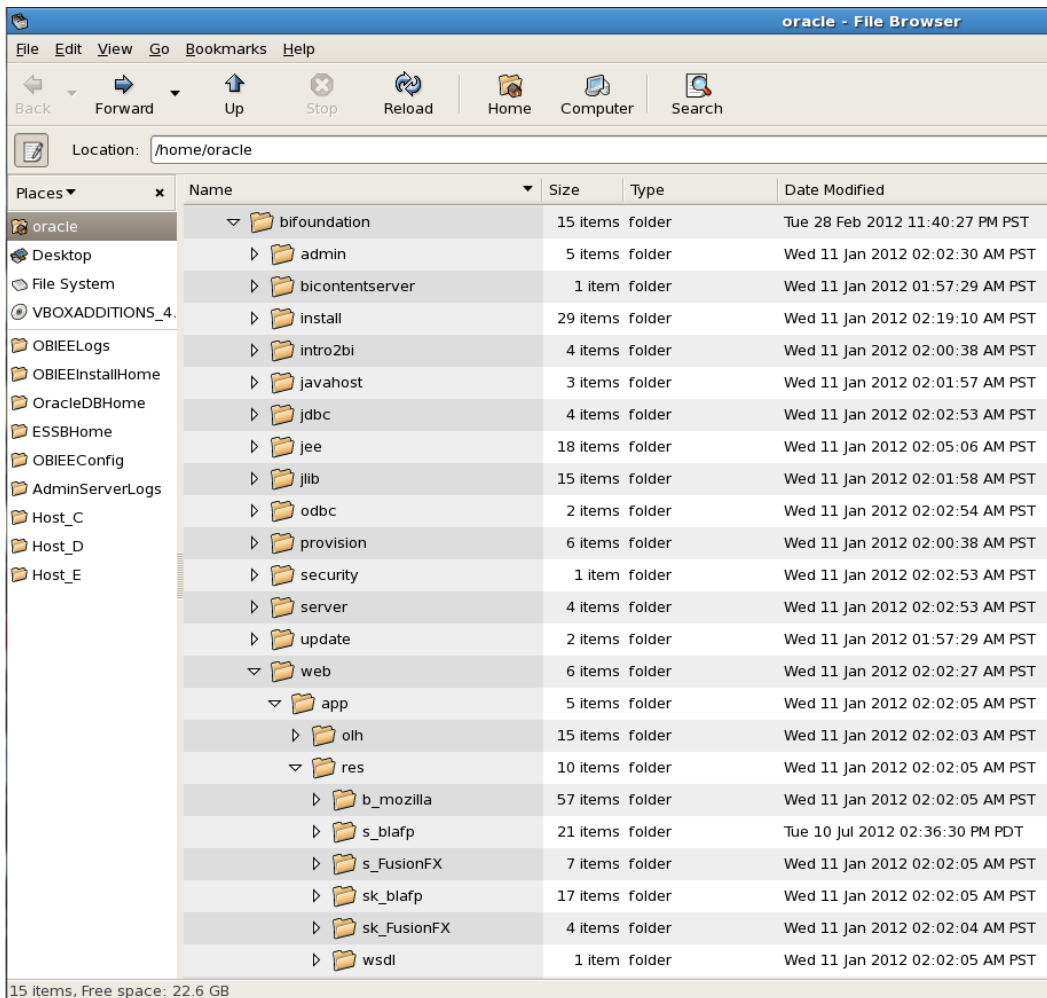 oracle - File Browser
File Edit View Go Bookmarks Help
Back Forward Up Stop Reload Home Computer Search
Location: /home/oracle
Places Name Size Type Date Modified
oracle
Desktop
File System
VBOXADDITIONS_4.
OBIEELogs
OBIEEInstallHome
OracleDBHome
ESSBHome
OBIEEConfig
AdminServerLogs
Host_C
Host_D
Host_E
bifoundation 15 items folder Tue 28 Feb 2012 11:40:27 PM PST
admin 5 items folder Wed 11 Jan 2012 02:02:30 AM PST
bicontentserver 1 item folder Wed 11 Jan 2012 01:57:29 AM PST
install 29 items folder Wed 11 Jan 2012 02:19:10 AM PST
intro2bi 4 items folder Wed 11 Jan 2012 02:00:38 AM PST
javahost 3 items folder Wed 11 Jan 2012 02:01:57 AM PST
jdbc 4 items folder Wed 11 Jan 2012 02:02:53 AM PST
jee 18 items folder Wed 11 Jan 2012 02:05:06 AM PST
jlib 15 items folder Wed 11 Jan 2012 02:01:58 AM PST
odbc 2 items folder Wed 11 Jan 2012 02:02:54 AM PST
provision 6 items folder Wed 11 Jan 2012 02:00:38 AM PST
security 1 item folder Wed 11 Jan 2012 02:02:53 AM PST
server 4 items folder Wed 11 Jan 2012 02:02:53 AM PST
update 2 items folder Wed 11 Jan 2012 01:57:29 AM PST
web 6 items folder Wed 11 Jan 2012 02:02:27 AM PST
app 5 items folder Wed 11 Jan 2012 02:02:05 AM PST
olh 15 items folder Wed 11 Jan 2012 02:02:03 AM PST
res 10 items folder Wed 11 Jan 2012 02:02:05 AM PST
b_mozilla 57 items folder Wed 11 Jan 2012 02:02:05 AM PST
s_blafp 21 items folder Tue 10 Jul 2012 02:36:30 PM PDT
s_FusionFX 7 items folder Wed 11 Jan 2012 02:02:05 AM PST
sk_blafp 17 items folder Wed 11 Jan 2012 02:02:05 AM PST
sk_FusionFX 4 items folder Wed 11 Jan 2012 02:02:04 AM PST
wsdl 1 item folder Wed 11 Jan 2012 02:02:05 AM PST
15 items, Free space: 22.6 GB